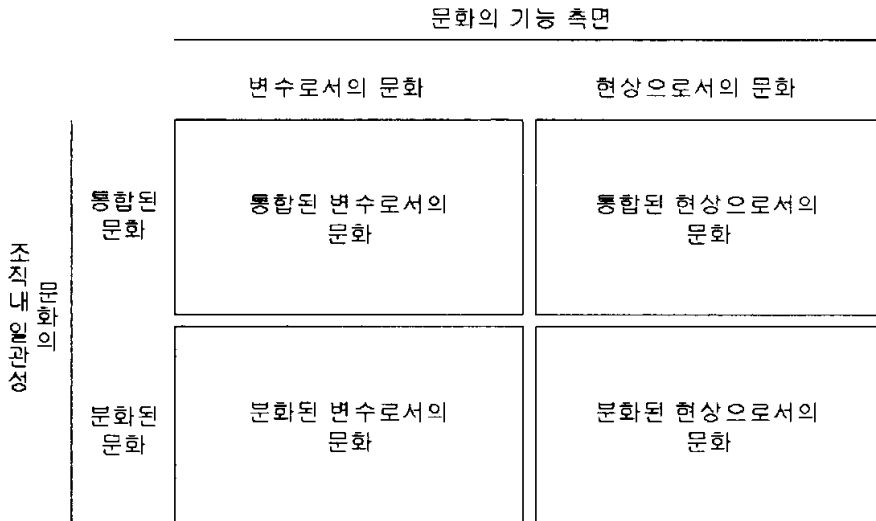 문화의 기능 측면
변수로서의 문화
현상으로서의 문화
문화의
조직내 일관성
통합된
문화
통합된 변수로서의
문화
통합된 현상으로서의
문화
분화된
문화
분화된 변수로서의
문화
분화된 현상으로서의
문화